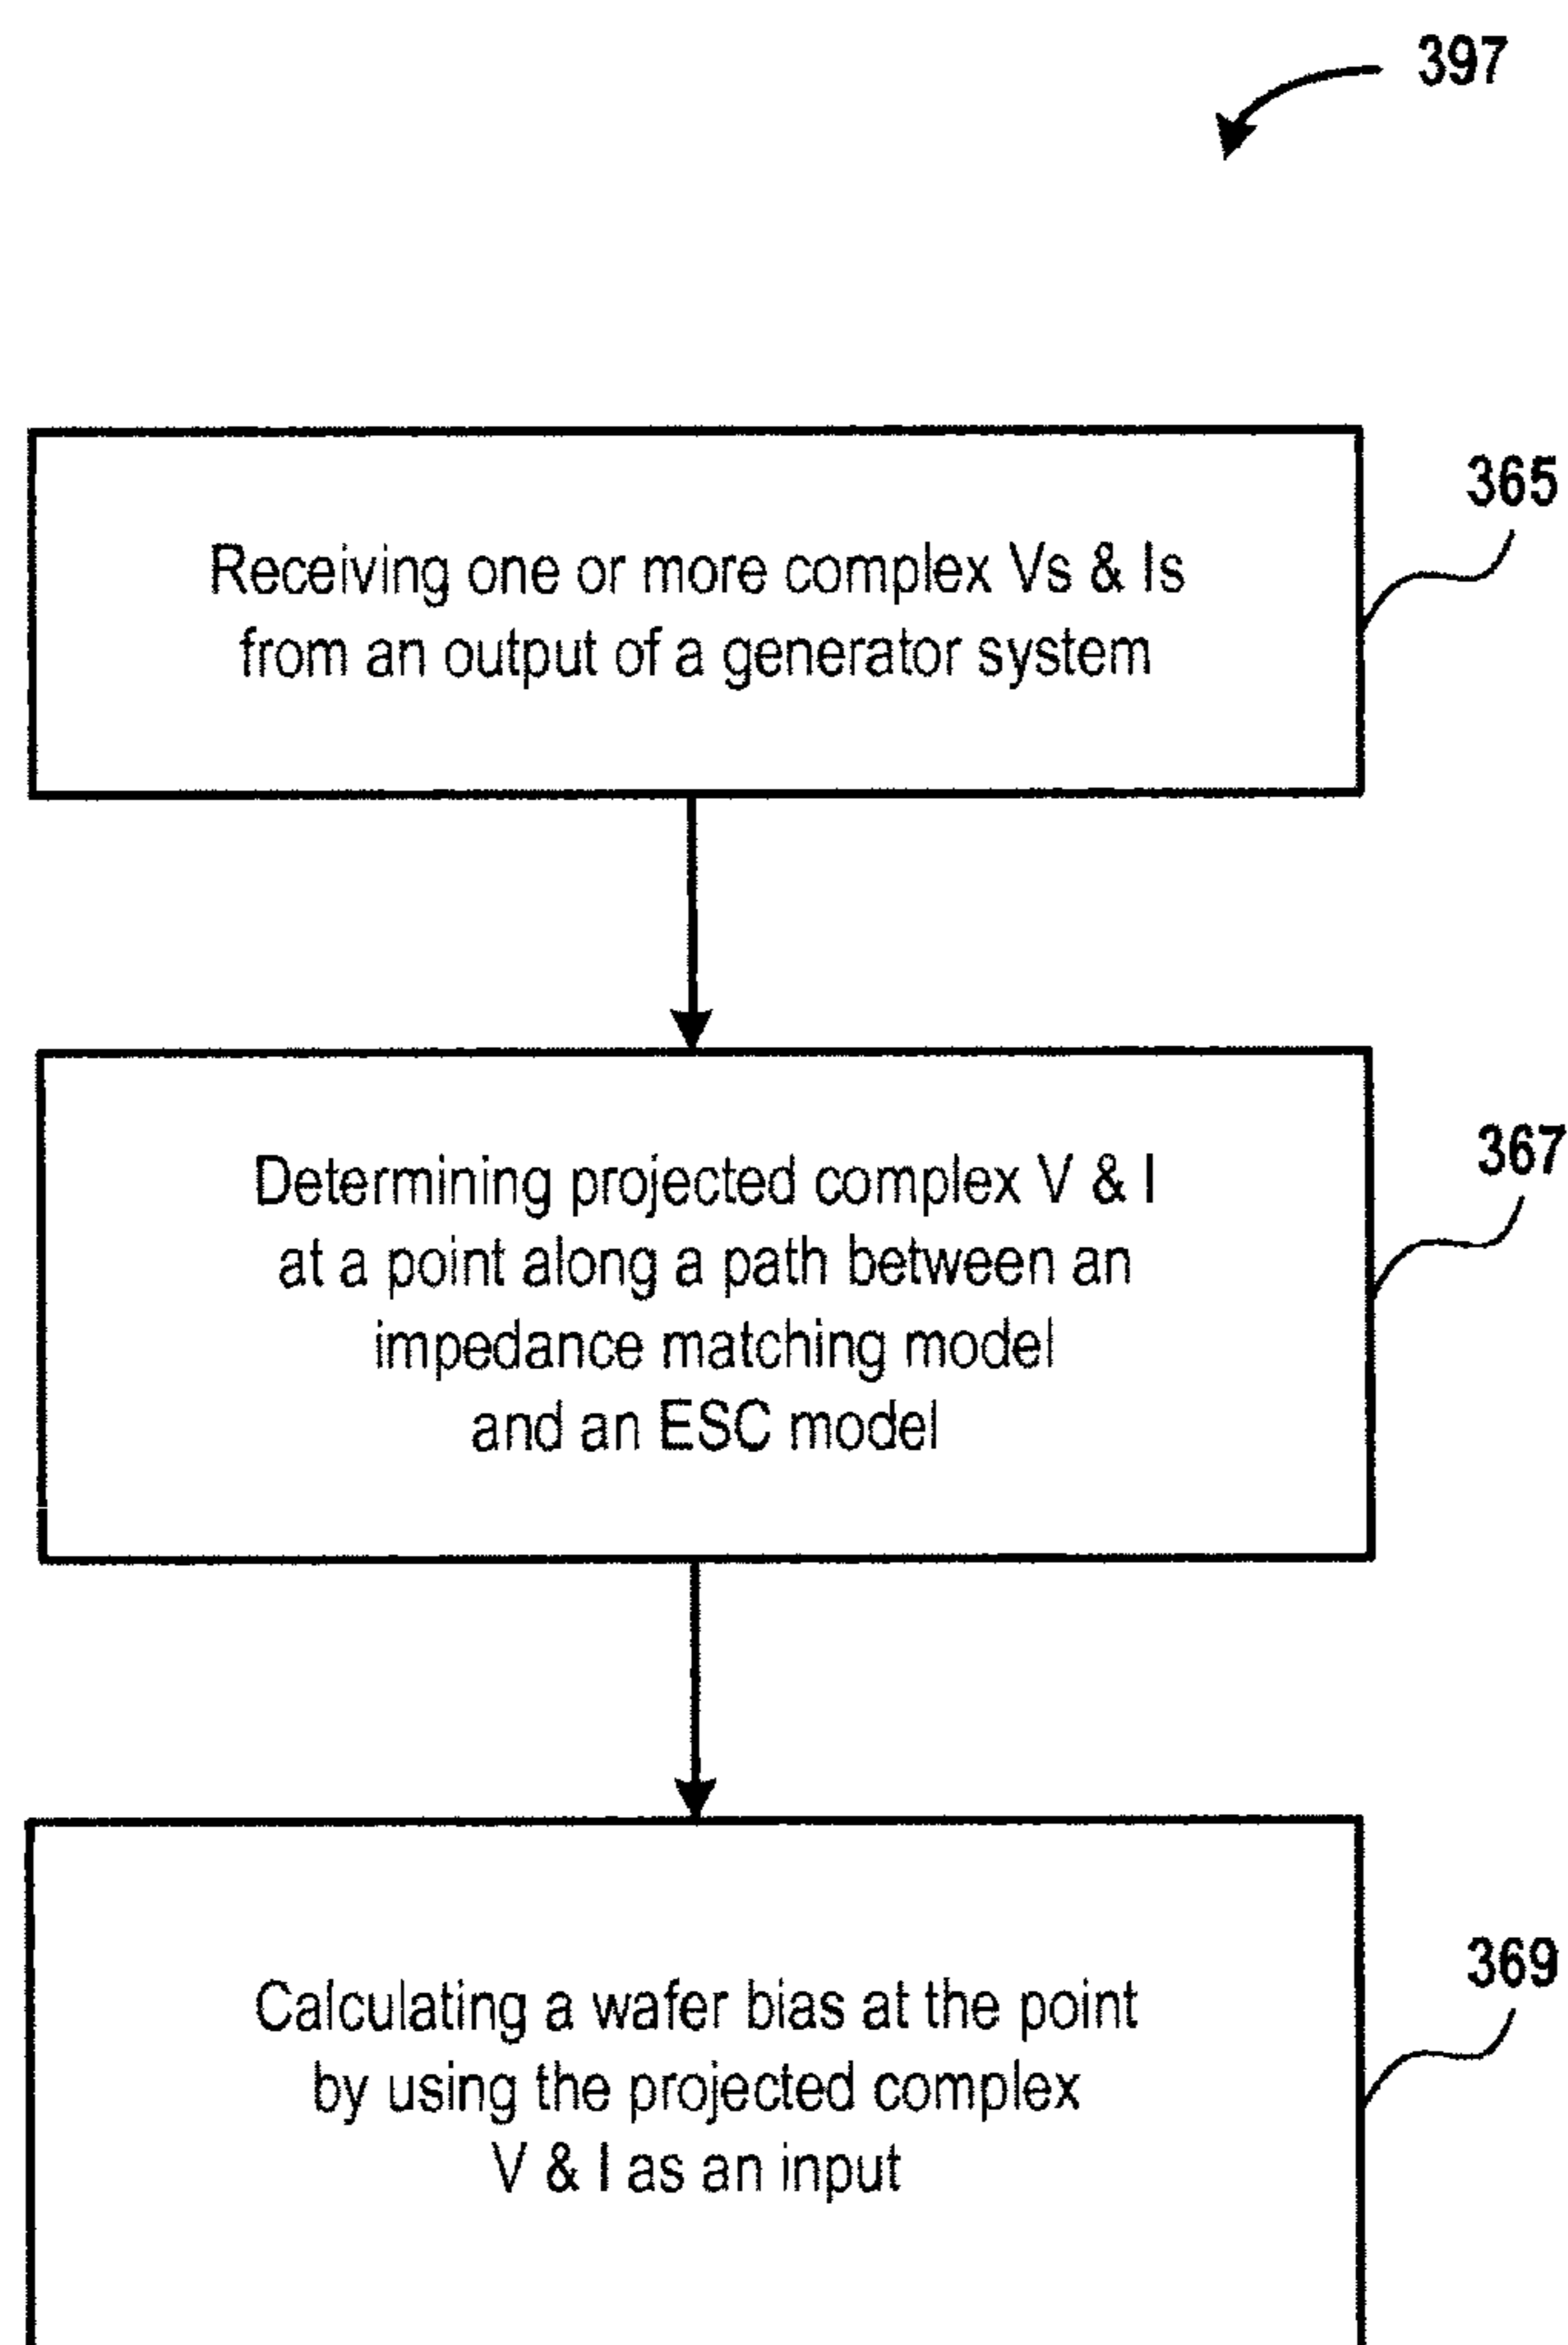 397
365
Receiving one or more complex Vs & Is
from an output of a generator system
367
Determining projected complex V & I
at a point along a path between an
impedance matching model
and an ESC model
369
Calculating a wafer bias at the point
by using the projected complex
V & I as an input